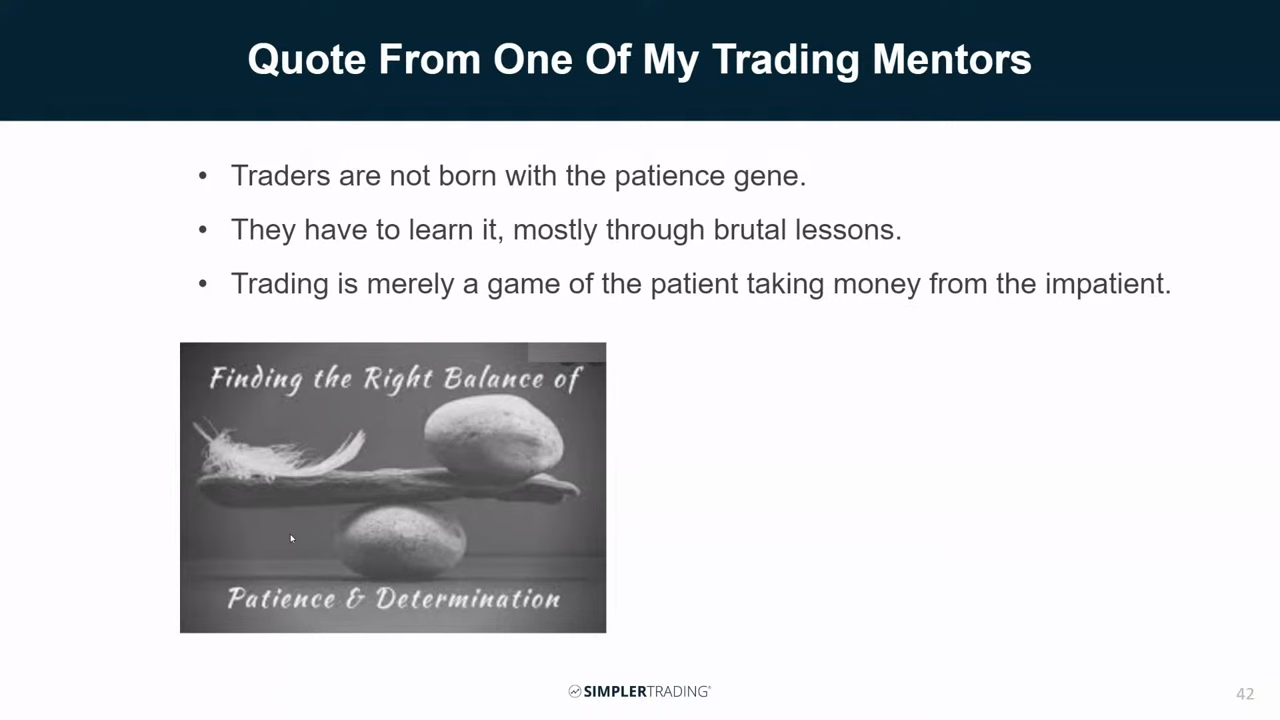 Quote From One Of My Trading Mentors
• Traders are not born with the patience gene.
• They have to learn it, mostly through brutal lessons.
• Trading is merely a game of the patient taking money from the impatient.
Finding the Right Balance of
Patience & Determination
SIMPLERTRADING
42